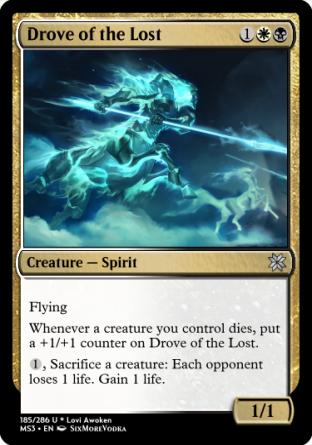 Drove of the Lost 1
Creature — Spirit
Flying
Whenever a creature you control dies, put
a +1/+1 counter on Drove of the Lost.
1, Sacrifice a creature: Each opponent
loses 1 life. Gain 1 life.
185/286 U * Lovi Awoken
MS3 • EN SixMoreVodka
1/1